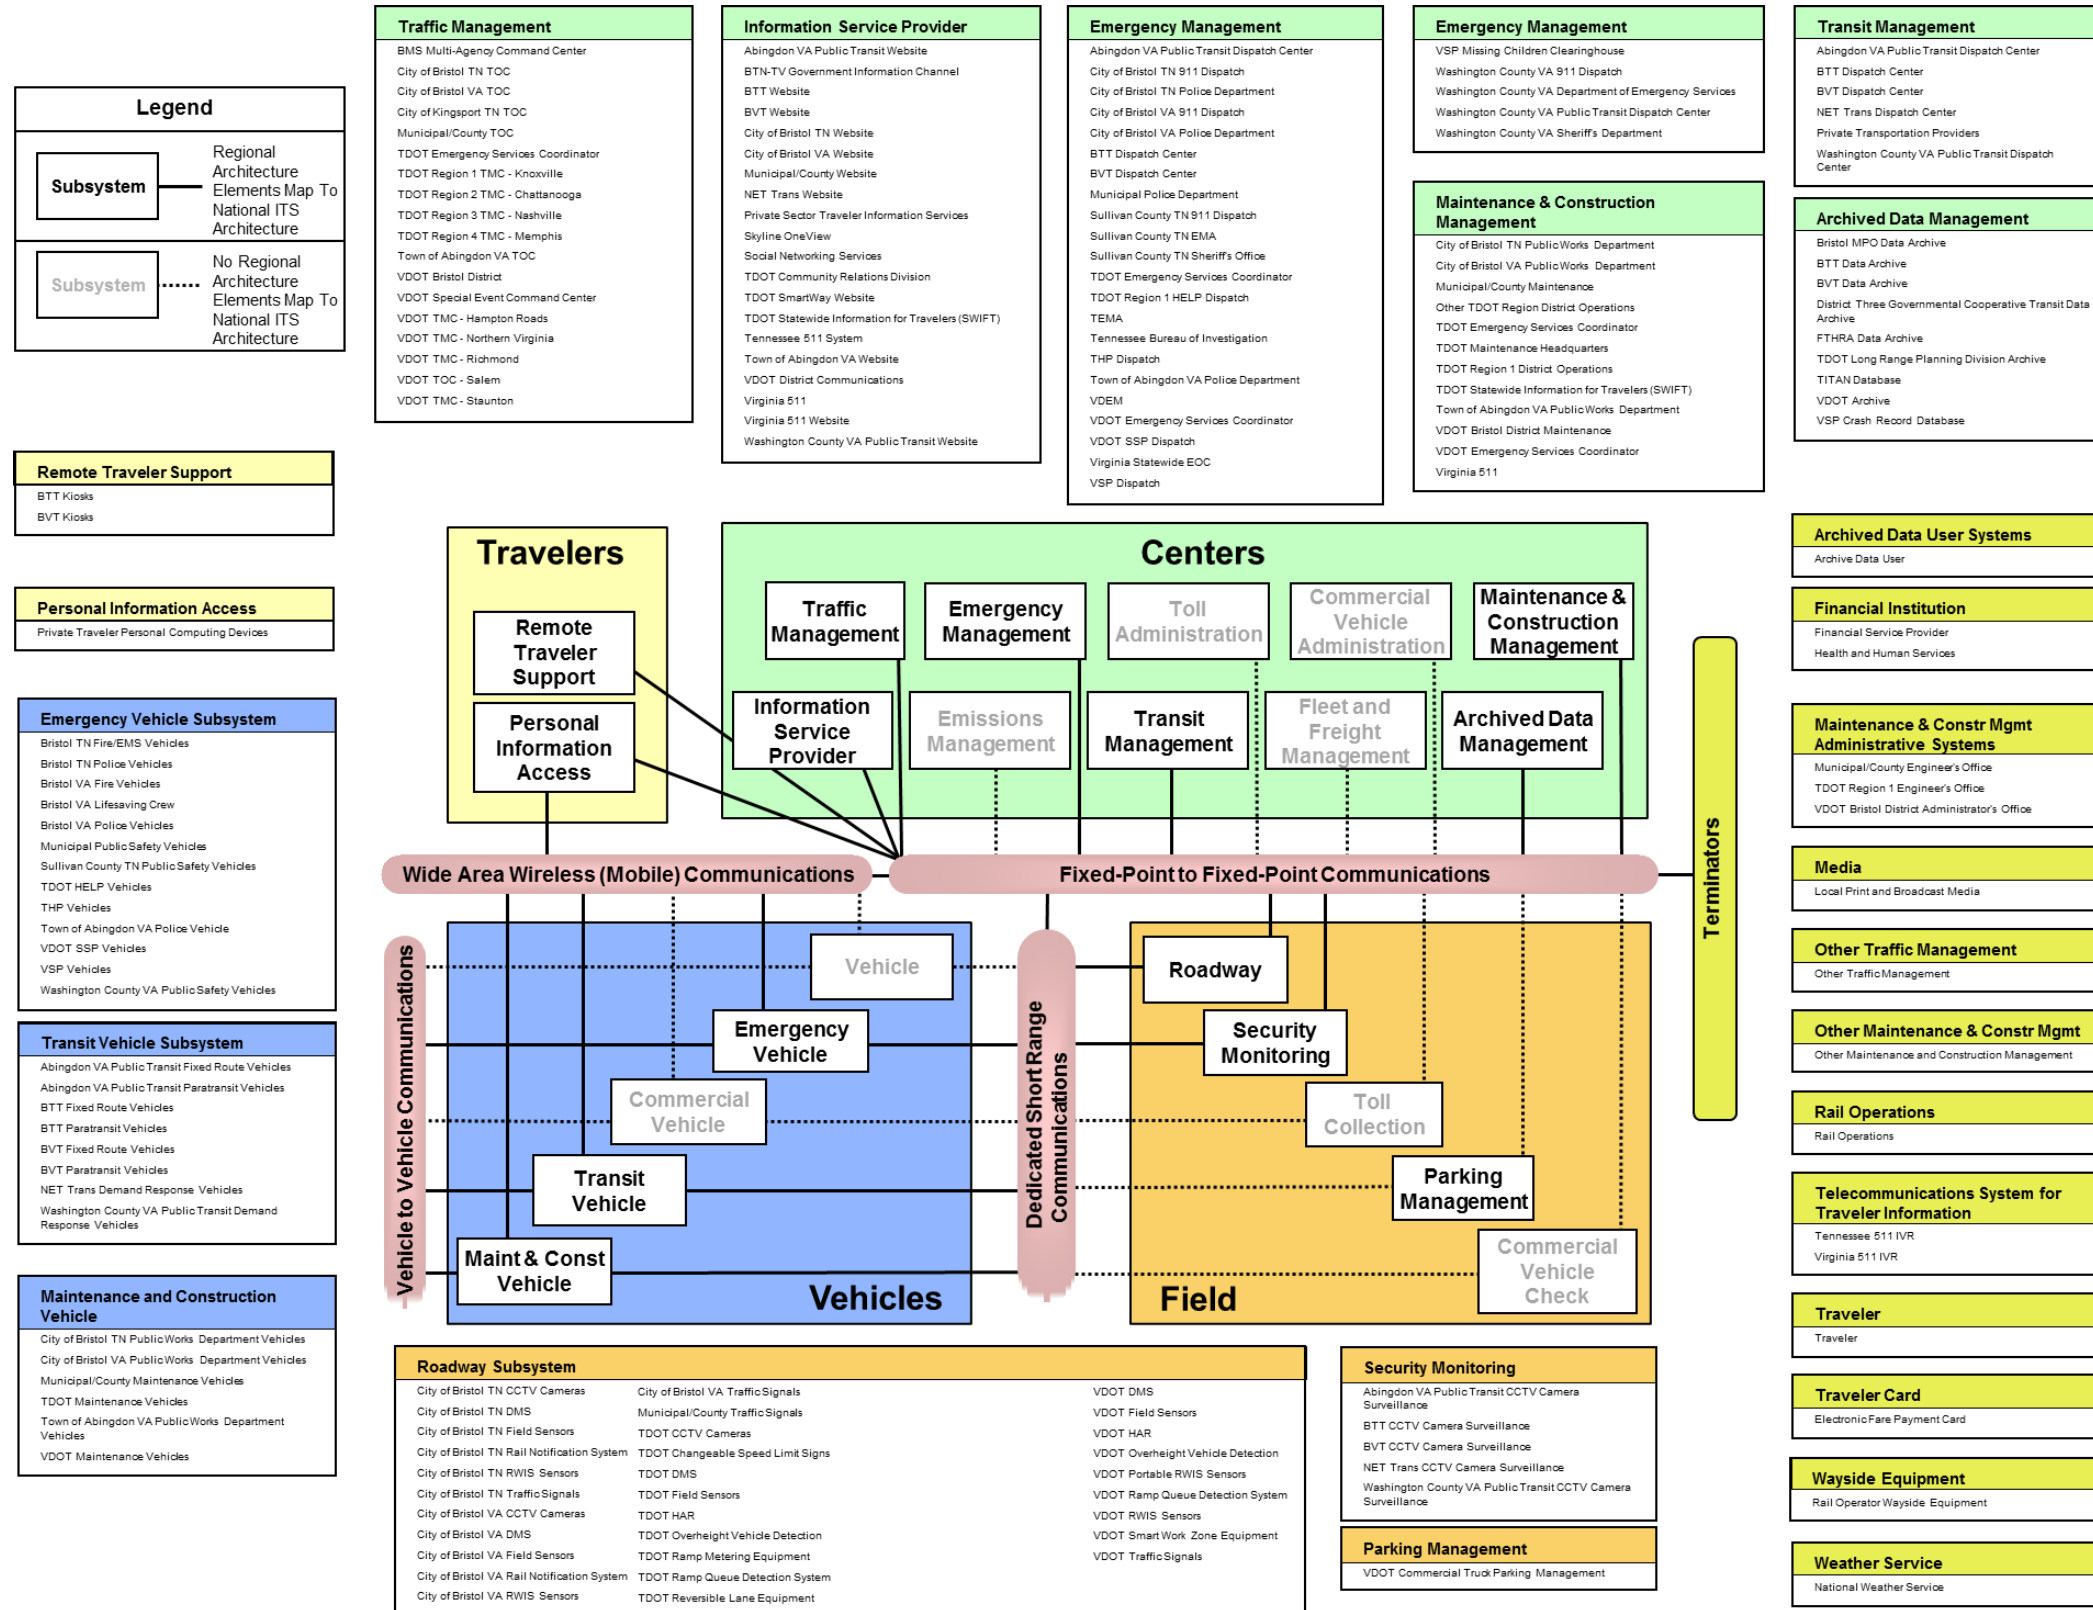 Legend
Subsystem
Regional
Architecture
Elements Map To
National ITS
Architecture
Subsystem
No Regional
Architecture
Elements Map To
National ITS
Architecture
Traffic Management
BMS Multi-Agency Command Center
City of Bristol TN TOC
City of Bristol VA TOC
City of Kingsport TN TOC
Municipal/County TOC
TDOT Emergency Services Coordinator
TDOT Region 1 TMC - Knoxville
TDOT Region 2 TMC - Chattanooga
TDOT Region 3 TMC - Nashville
TDOT Region 4 TMC - Memphis
Town of Abingdon VA TOC
VDOT Bristol District
VDOT Special Event Command Center
VDOT TMC - Hampton Roads
VDOT TMC - Northern Virginia
VDOT TMC - Richmond
VDOT TOC - Salem
VDOT TMC - Staunton
Information Service Provider
Abingdon VA Public Transit Website
BTN-TV Government Information Channel
BTT Website
BVT Website
City of Bristol TN Website
City of Bristol VA Website
Municipal/County Website
NET Trans Website
Private Sector Traveler Information Services
Skyline OneView
Social Networking Services
TDOT Community Relations Division
TDOT SmartWay Website
TDOT Statewide Information for Travelers (SWIFT)
Tennessee 511 System
Town of Abingdon VA Website
VDOT District Communications
Virginia 511
Virginia 511 Website
Washington County VA Public Transit Website
Emergency Management
Abingdon VA Public Transit Dispatch Center
City of Bristol TN 911 Dispatch
City of Bristol TN Police Department
City of Bristol VA 911 Dispatch
City of Bristol VA Police Department
BTT Dispatch Center
BVT Dispatch Center
Municipal Police Department
Sullivan County TN 911 Dispatch
Sullivan County TN EMA
Sullivan County TN Sheriff's Office
TDOT Emergency Services Coordinator
TDOT Region 1 HELP Dispatch
TEMA
Tennessee Bureau of Investigation
THP Dispatch
Town of Abingdon VA Police Department
VDEM
VDOT Emergency Services Coordinator
VDOT SSP Dispatch
Virginia Statewide EOC
VSP Dispatch
Emergency Management
VSP Missing Children Clearinghouse
Washington County VA 911 Dispatch
Washington County VA Department of Emergency Services
Washington County VA Public Transit Dispatch Center
Washington County VA Sheriff's Department
Maintenance & Construction
Management
City of Bristol TN Public Works Department
City of Bristol VA Public Works Department
Municipal/County Maintenance
Other TDOT Region District Operations
TDOT Emergency Services Coordinator
TDOT Maintenance Headquarters
TDOT Region 1 District Operations
TDOT Statewide Information for Travelers (SWIFT)
Town of Abingdon VA Public Works Department
VDOT Bristol District Maintenance
VDOT Emergency Services Coordinator
Virginia 511
Transit Management
Abingdon VA Public Transit Dispatch Center
BTT Dispatch Center
BVT Dispatch Center
NET Trans Dispatch Center
Private Transportation Providers
Washington County VA Public Transit Dispatch
Center
Archived Data Management
Bristol MPO Data Archive
BTT Data Archive
BVT Data Archive
District Three Governmental Cooperative Transit Data
Archive
FTHRA Data Archive
TDOT Long Range Planning Division Archive
TITAN Database
VDOT Archive
VSP Crash Record Database
Remote Traveler Support
BTT Kiosks
BVT Kiosks
Personal Information Access
Private Traveler Personal Computing Devices
Emergency Vehicle Subsystem
Bristol TN Fire/EMS Vehicles
Bristol TN Police Vehicles
Bristol VA Fire Vehicles
Bristol VA Lifesaving Crew
Bristol VA Police Vehicles
Municipal Public Safety Vehicles
Sullivan County TN Public Safety Vehicles
TDOT HELP Vehicles
THP Vehicles
Town of Abingdon VA Police Vehicle
VDOT SSP Vehicles
VSP Vehicles
Washington County VA Public Safety Vehicles
Transit Vehicle Subsystem
Abingdon VA Public Transit Fixed Route Vehicles
Abingdon VA Public Transit Paratransit Vehicles
BTT Fixed Route Vehicles
BTT Paratransit Vehicles
BVT Fixed Route Vehicles
BVT Paratransit Vehicles
NET Trans Demand Response Vehicles
Washington County VA Public Transit Demand
Response Vehicles
Maintenance and Construction
Vehicle
City of Bristol TN Public Works Department Vehicles
City of Bristol VA Public Works Department Vehicles
Municipal/County Maintenance Vehicles
TDOT Maintenance Vehicles
Town of Abingdon VA Public Works Department
Vehicles
VDOT Maintenance Vehicles
Travelers
Remote
Traveler
Support
Personal
Information
Access
Centers
Traffic
Management
Emergency
Management
Toll
Administration
Commercial
Vehicle
Administration
Maintenance &
Construction
Management
Information
Service
Provider
Emissions
Management
Transit
Management
Fleet and
Freight
Management
Archived Data
Management
Wide Area Wireless (Mobile) Communications
Fixed-Point to Fixed-Point Communications
Terminators
Vehicle to Vehicle Communications
Dedicated Short Range
Communications
Vehicle
Emergency
Vehicle
Commercial
Vehicle
Transit
Vehicle
Maint & Const
Vehicle
Vehicles
Roadway
Security
Monitoring
Toll
Collection
Parking
Management
Commercial
Vehicle
Check
Field
Roadway Subsystem
City of Bristol TN CCTV Cameras
City of Bristol TN DMS
City of Bristol TN Field Sensors
City of Bristol TN Rail Notification System
City of Bristol TN RWIS Sensors
City of Bristol TN Traffic Signals
City of Bristol VA CCTV Cameras
City of Bristol VA DMS
City of Bristol VA Field Sensors
City of Bristol VA Rail Notification System
City of Bristol VA RWIS Sensors
City of Bristol VA Traffic Signals
Municipal/County Traffic Signals
TDOT CCTV Cameras
TDOT Changeable Speed Limit Signs
TDOT DMS
TDOT Field Sensors
TDOT HAR
TDOT Overheight Vehicle Detection
TDOT Ramp Metering Equipment
TDOT Ramp Queue Detection System
TDOT Reversible Lane Equipment
VDOT DMS
VDOT Field Sensors
VDOT HAR
VDOT Overheight Vehicle Detection
VDOT Portable RWIS Sensors
VDOT Ramp Queue Detection System
VDOT RWIS Sensors
VDOT Smart Work Zone Equipment
VDOT Traffic Signals
Security Monitoring
Abingdon VA Public Transit CCTV Camera
Surveillance
BTT CCTV Camera Surveillance
BVT CCTV Camera Surveillance
NET Trans CCTV Camera Surveillance
Washington County VA Public Transit CCTV Camera
Surveillance
Parking Management
VDOT Commercial Truck Parking Management
Archived Data User Systems
Archive Data User
Financial Institution
Financial Service Provider
Health and Human Services
Maintenance & Constr Mgmt
Administrative Systems
Municipal/County Engineer's Office
TDOT Region 1 Engineer's Office
VDOT Bristol District Administrator's Office
Media
Local Print and Broadcast Media
Other Traffic Management
Other Traffic Management
Other Maintenance & Constr Mgmt
Other Maintenance and Construction Management
Rail Operations
Rail Operations
Telecommunications System for
Traveler Information
Tennessee 511 IVR
Virginia 511 IVR
Traveler
Traveler
Traveler Card
Electronic Fare Payment Card
Wayside Equipment
Rail Operator Wayside Equipment
Weather Service
National Weather Service